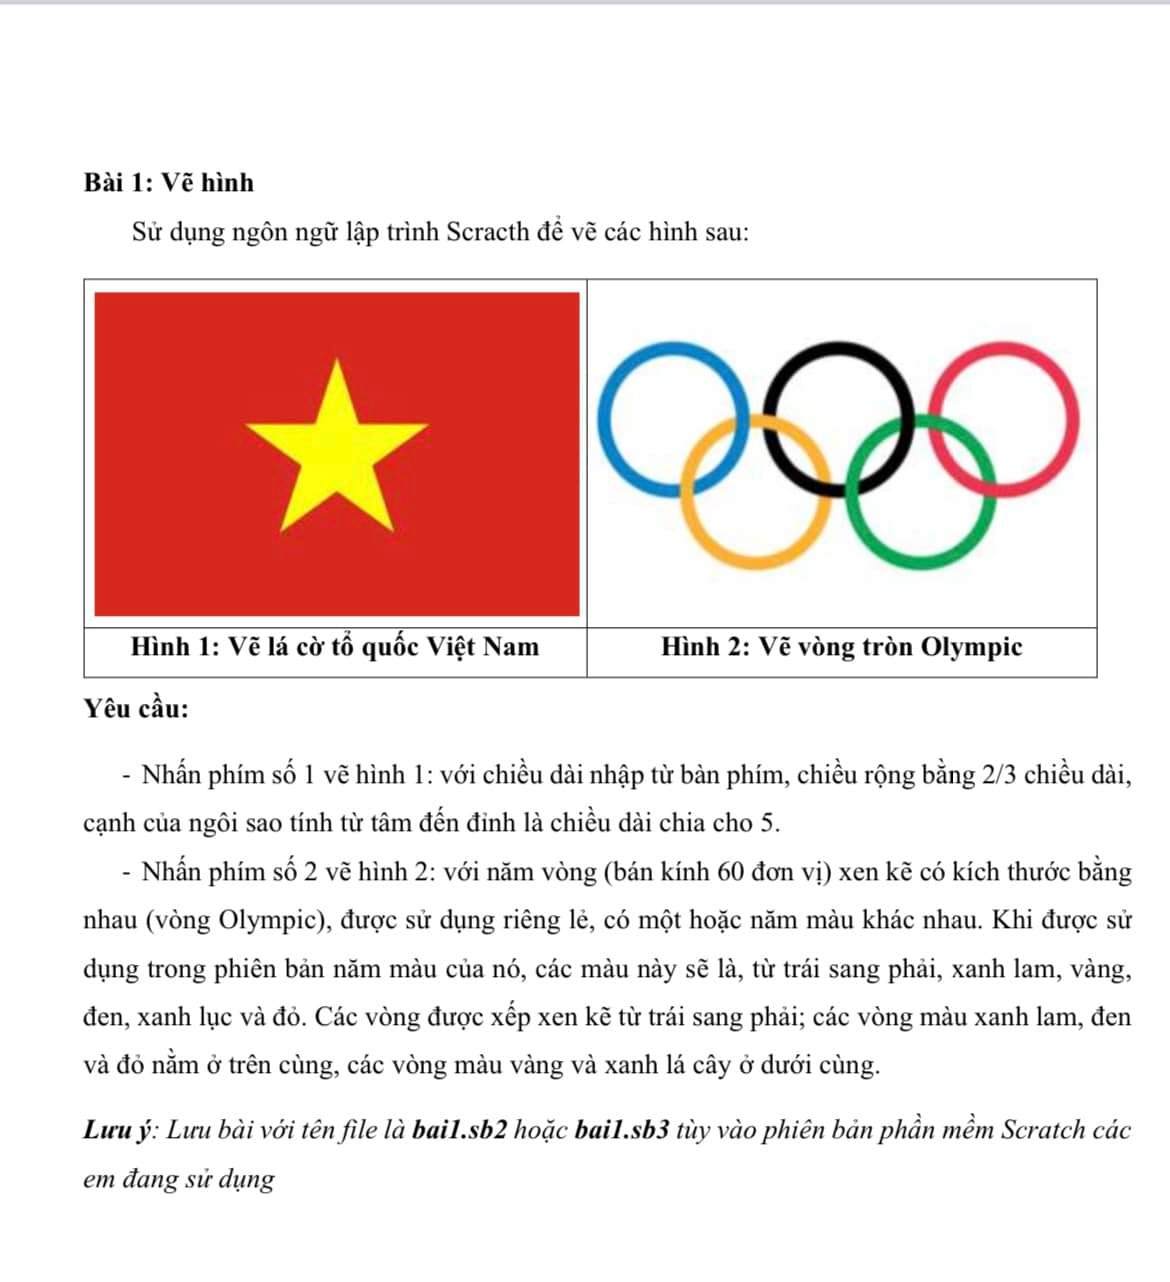 Bài 1: Vẽ hình
Sử dụng ngôn ngữ lập trình Scracth để vẽ các hình sau:
Hình 1: Vẽ lá cờ tổ quốc Việt Nam
Hình 2: Vẽ vòng tròn Olympic
Yêu cầu:
- Nhấn phím số 1 vẽ hình 1: với chiều dài nhập từ bàn phím, chiều rộng bằng 2/3 chiều dài,
cạnh của ngôi sao tính từ tâm đến đỉnh là chiều dài chia cho 5.
- Nhấn phím số 2 vẽ hình 2: với năm vòng (bán kính 60 đơn vị) xen kẽ có kích thước bằng
nhau (vòng Olympic), được sử dụng riêng lẻ, có một hoặc năm màu khác nhau. Khi được sử
dụng trong phiên bản năm màu của nó, các màu này sẽ là, từ trái sang phải, xanh lam, vàng,
đen, xanh lục và đỏ. Các vòng được xếp xen kẽ từ trái sang phải; các vòng màu xanh lam, đen
và đỏ nằm ở trên cùng, các vòng màu vàng và xanh lá cây ở dưới cùng.
Lưu ý: Lưu bài với tên file là bai1.sb2 hoặc bai1.sb3 tùy vào phiên bản phần mềm Scratch các
em đang sử dụng